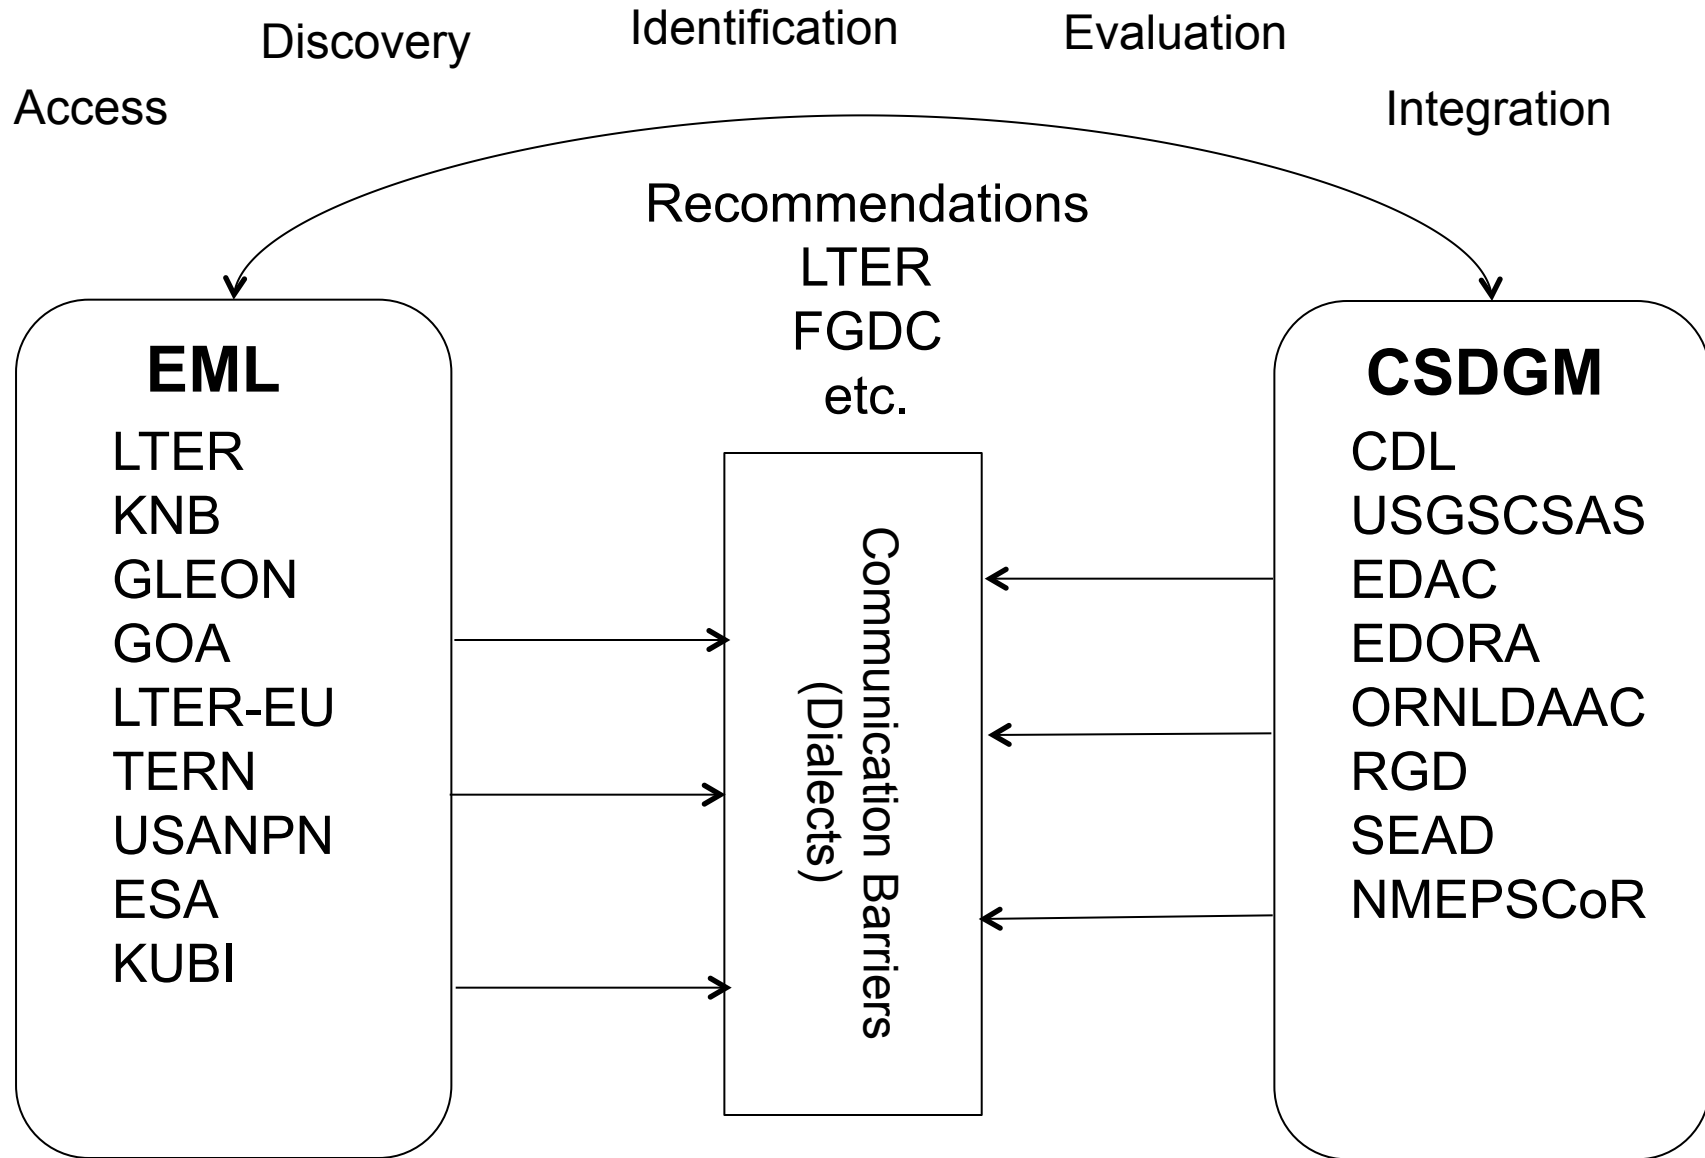 Access
Discovery
Identification
Evaluation
Integration
Recommendations
LTER
FGDC
etc.
EML
LTER
KNB
GLEON
GOA
LTER-EU
TERN
USANPN
ESA
KUBI
Communication Barriers
(Dialects)
CSDGM
CDL
USGSCSAS
EDAC
EDORA
ORNLDAAC
RGD
SEAD
NMEPSCoR